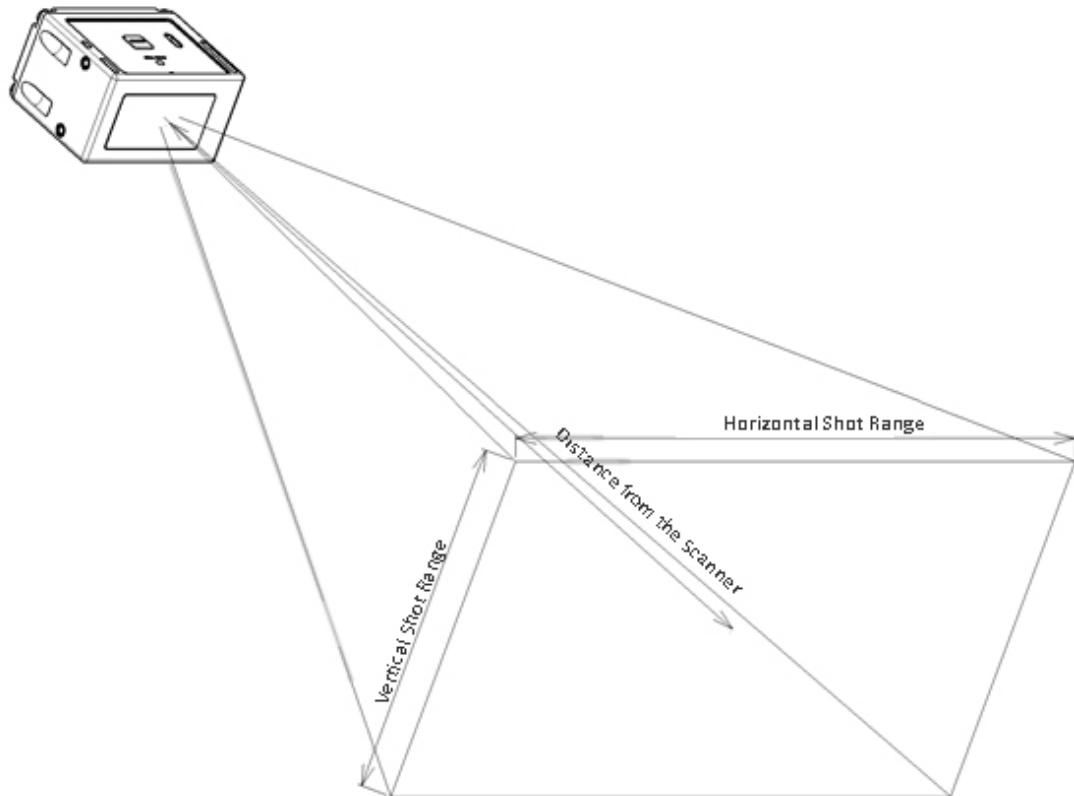 Horizontal Shot Range
Distance from the scanner
Vertical Shot Range